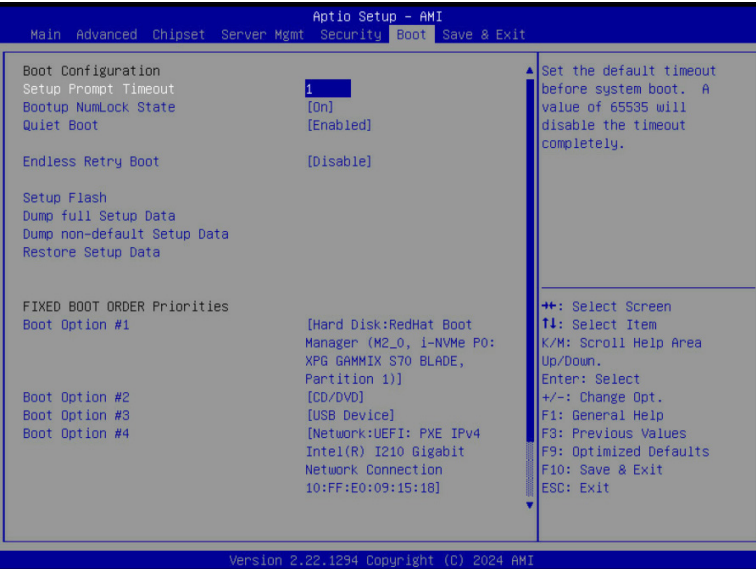 Aptio Setup - AMI
Main Advanced Chipset Server Mgmt Security Boot Save & Exit
Boot Configuration
Setup Prompt Timeout 1
Bootup NumLock State [On]
Quiet Boot [Enabled]
Endless Retry Boot [Disable]
Setup Flash
Dump full Setup Data
Dump non-default Setup Data
Restore Setup Data
FIXED BOOT ORDER Priorities
Boot Option #1 [Hard Disk:RedHat Boot
Manager (M2_0, i-NVMe P0:
XPG GAMMIX S70 BLADE,
Partition 1)]
Boot Option #2 [CD/DVD]
Boot Option #3 [USB Device]
Boot Option #4 [Network:UEFI: PXE IPv4
Intel(R) I210 Gigabit
Network Connection
10:FF:E0:09:15:18]
Set the default timeout
before system boot. A
value of 65535 will
disable the timeout
completely.
→←: Select Screen
↑↓: Select Item
K/M: Scroll Help Area
Up/Down.
Enter: Select
+/-: Change Opt.
F1: General Help
F3: Previous Values
F9: Optimized Defaults
F10: Save & Exit
ESC: Exit
Version 2.22.1294 Copyright (C) 2024 AMI